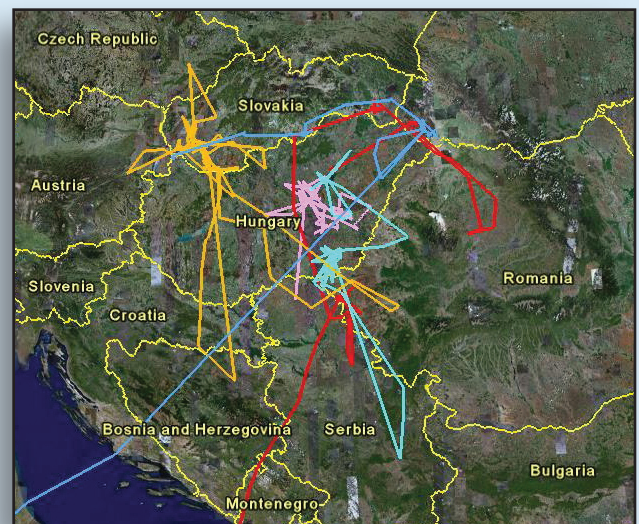 Czech Republic
Slovakia
Austria
Hungary
Slovenia
Romania
Croatia
Bosnia and Herzegovina
Serbia
Bulgaria
Montenegro